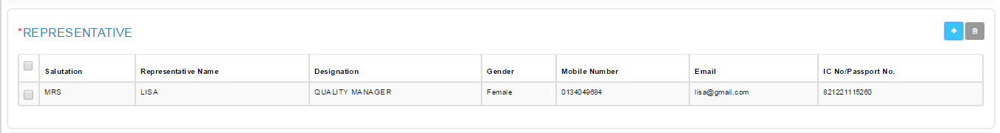 *REPRESENTATIVE
Salutation Representative Name Designation Gender Mobile Number Email IC No/Passport No.
MRS LISA QUALITY MANAGER Female 0134049684 lisa@gmail.com 821221115260